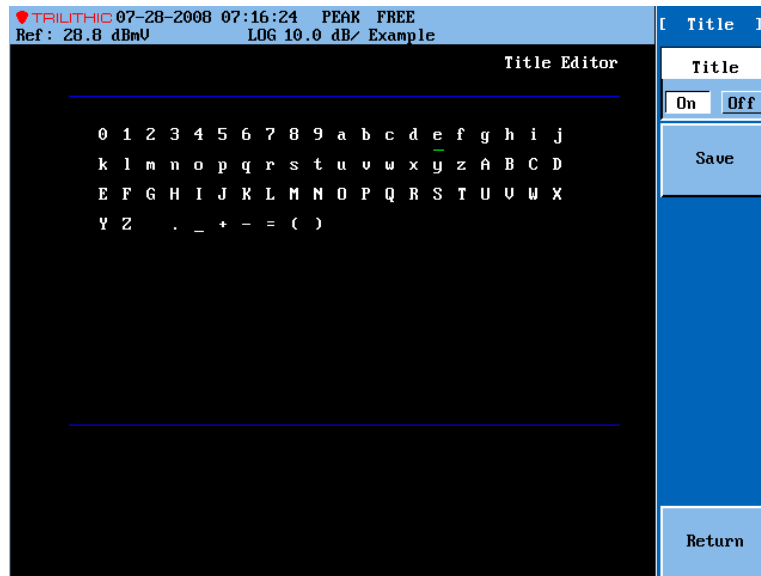 TRILITHIC 07-28-2008 07:16:24 PEAK FREE
Ref: 28.8 dBmV LOG 10.0 dB/ Example
[ Title ]
Title Editor
Title
On Off
0 1 2 3 4 5 6 7 8 9 a b c d e f g h i j
k l m n o p q r s t u v w x y z A B C D
E F G H I J K L M N O P Q R S T U V W X
Y Z . _ + - = ( )
Save
Return